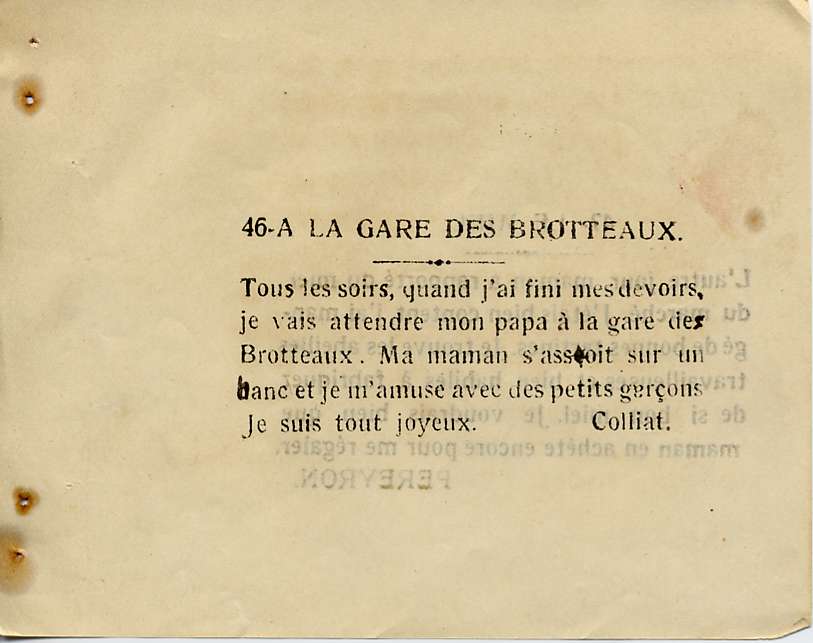 46-A LA GARE DES BROTTEAUX.
Tous les soirs, quand j'ai fini mes devoirs,
je vais attendre mon papa à la gare des
Brotteaux. Ma maman s'assoit sur un
banc et je m'amuse avec des petits garçons
Je suis tout joyeux. Colliat.